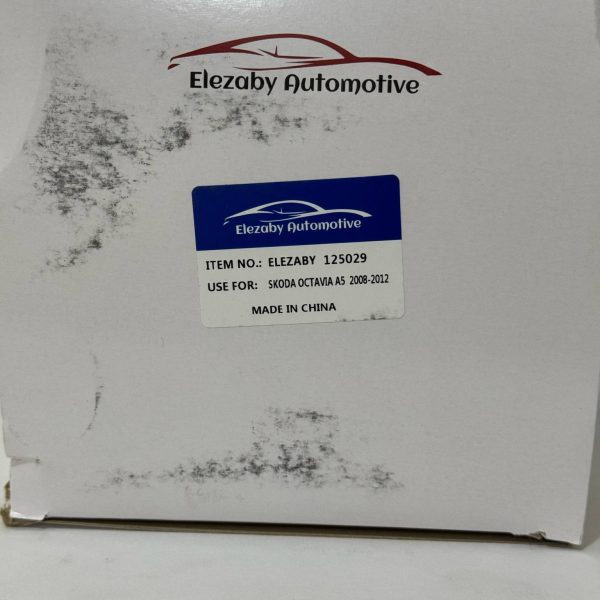 Elezaby Automotive
Elezaby Automotive
ITEM NO.: ELEZABY 125029
USE FOR: SKODA OCTAVIA A5 2008-2012
MADE IN CHINA